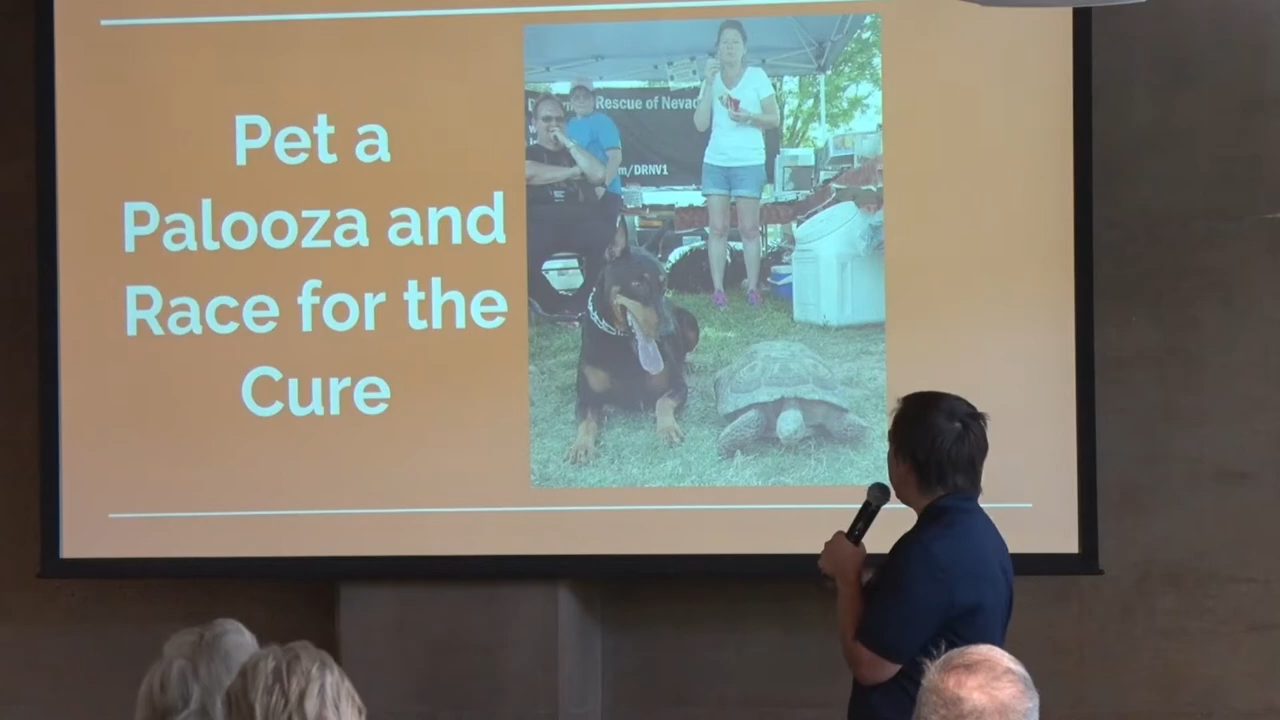 Pet a
Palooza and
Race for the
Cure
Rescue of Nevad
m/DRNV1